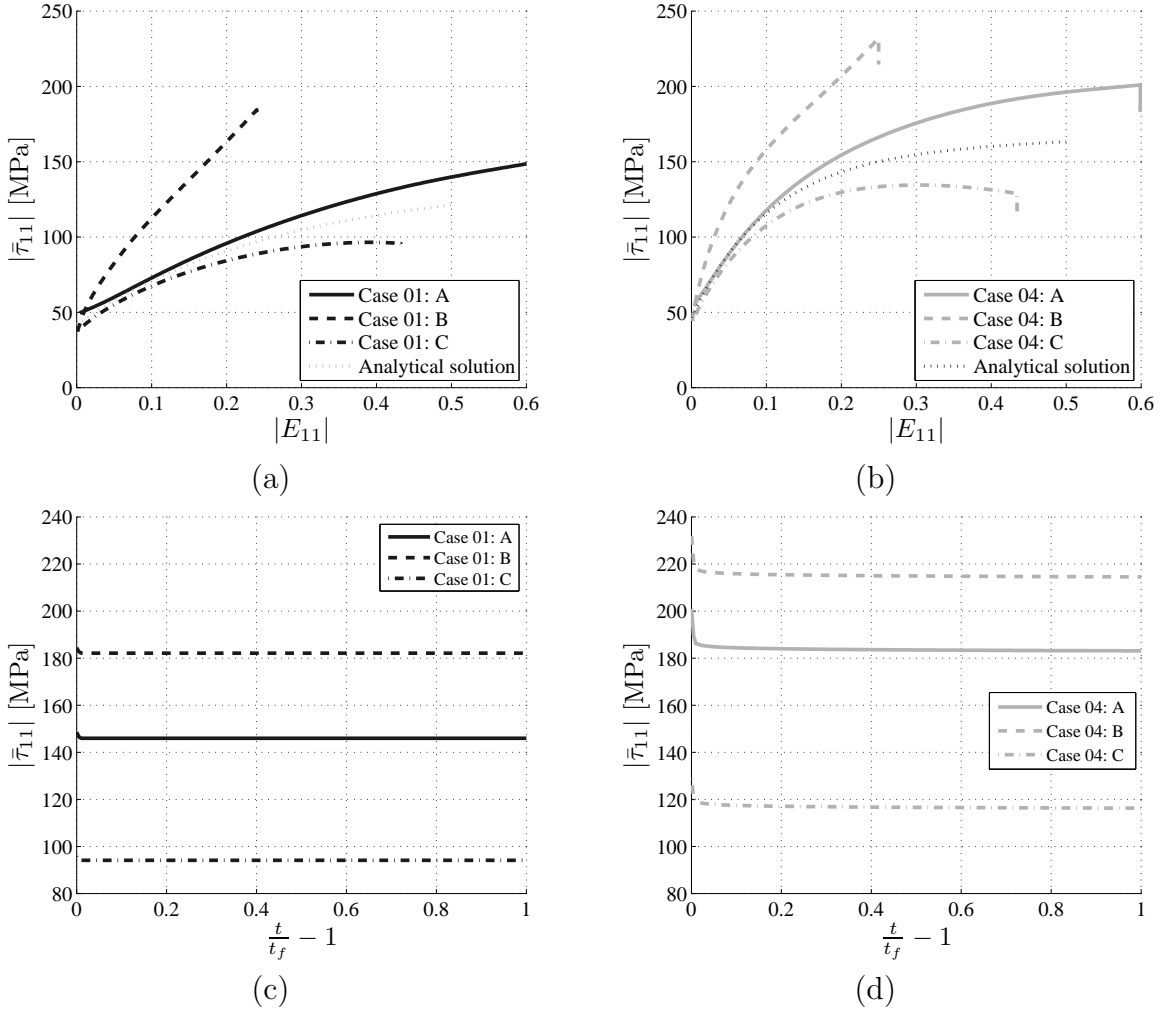 250
200
150
100
50
0
|τ̄₁₁| [MPa]
0 0.1 0.2 0.3 0.4 0.5 0.6
|E₁₁|
Case 01: A
Case 01: B
Case 01: C
Analytical solution
(a)
250
200
150
100
50
0
|τ̄₁₁| [MPa]
0 0.1 0.2 0.3 0.4 0.5 0.6
|E₁₁|
Case 04: A
Case 04: B
Case 04: C
Analytical solution
(b)
240
220
200
180
160
140
120
100
80
|τ̄₁₁| [MPa]
0 0.2 0.4 0.6 0.8 1
t/t_f − 1
Case 01: A
Case 01: B
Case 01: C
(c)
240
220
200
180
160
140
120
100
80
|τ̄₁₁| [MPa]
0 0.2 0.4 0.6 0.8 1
t/t_f − 1
Case 04: A
Case 04: B
Case 04: C
(d)